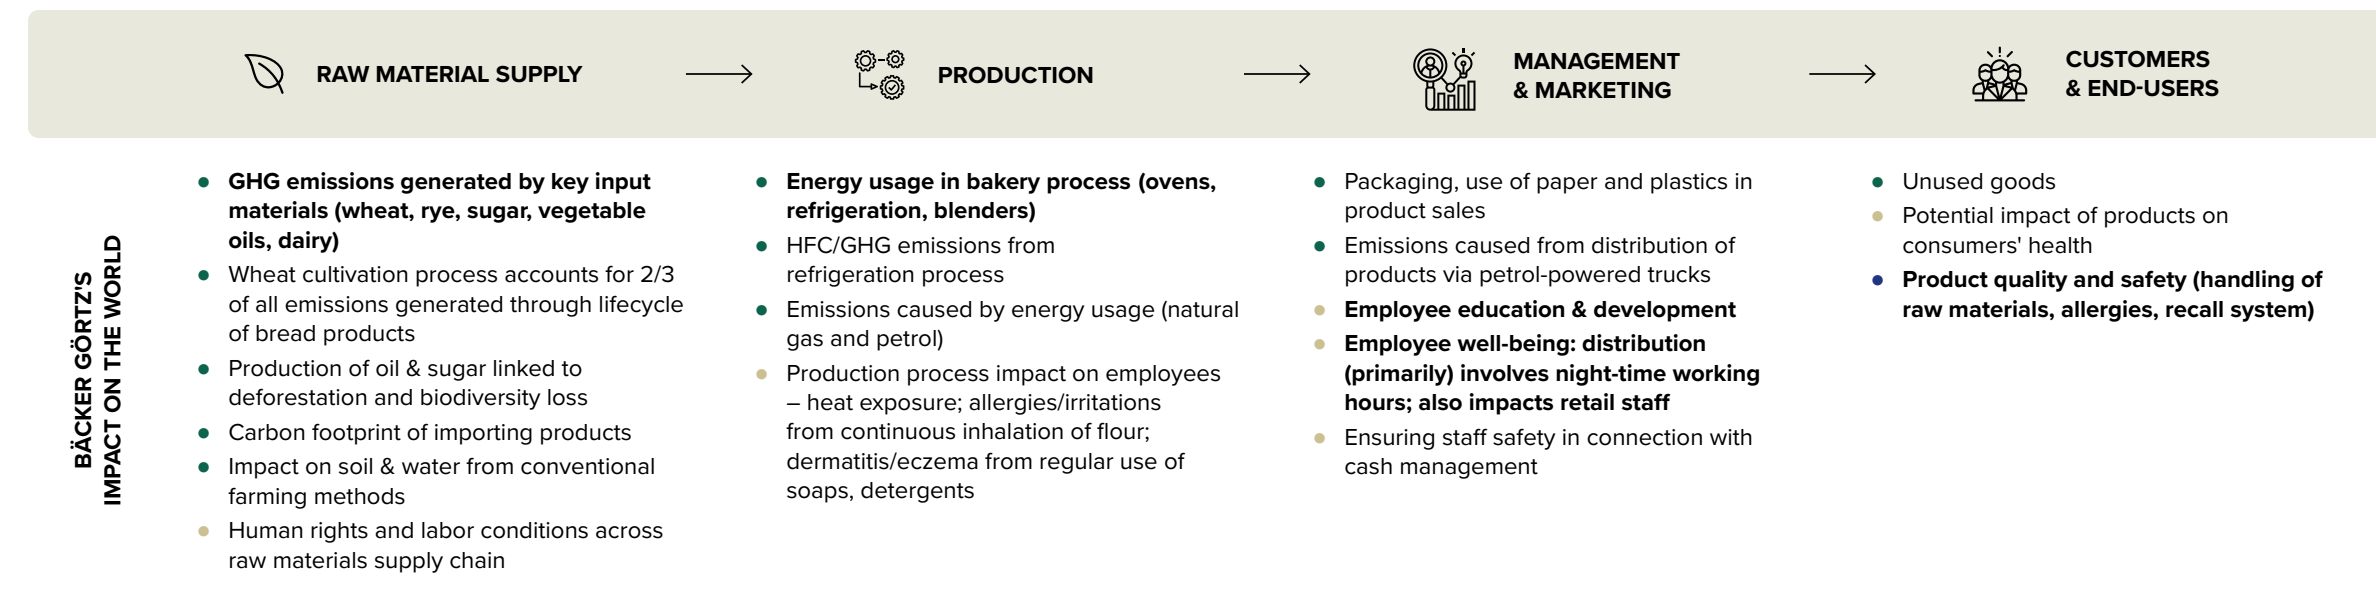 RAW MATERIAL SUPPLY
PRODUCTION
MANAGEMENT
& MARKETING
CUSTOMERS
& END-USERS
BÄCKER GÖRTZ'S
IMPACT ON THE WORLD
• GHG emissions generated by key input
materials (wheat, rye, sugar, vegetable
oils, dairy)
• Wheat cultivation process accounts for 2/3
of all emissions generated through lifecycle
of bread products
• Production of oil & sugar linked to
deforestation and biodiversity loss
• Carbon footprint of importing products
• Impact on soil & water from conventional
farming methods
• Human rights and labor conditions across
raw materials supply chain
• Energy usage in bakery process (ovens,
refrigeration, blenders)
• HFC/GHG emissions from
refrigeration process
• Emissions caused by energy usage (natural
gas and petrol)
• Production process impact on employees
– heat exposure; allergies/irritations
from continuous inhalation of flour;
dermatitis/eczema from regular use of
soaps, detergents
• Packaging, use of paper and plastics in
product sales
• Emissions caused from distribution of
products via petrol-powered trucks
• Employee education & development
• Employee well-being: distribution
(primarily) involves night-time working
hours; also impacts retail staff
• Ensuring staff safety in connection with
cash management
• Unused goods
• Potential impact of products on
consumers' health
• Product quality and safety (handling of
raw materials, allergies, recall system)